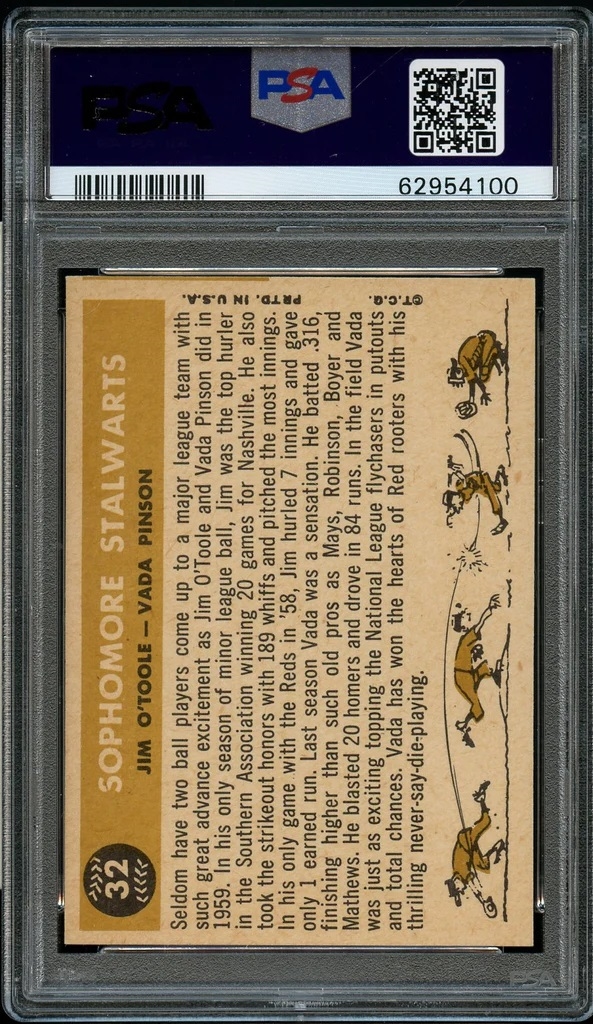 PSA
PSA
62954100
32
SOPHOMORE STALWARTS
JIM O'TOOLE — VADA PINSON
Seldom have two ball players come up to a major league team with
such great advance excitement as Jim O'Toole and Vada Pinson did in
1959. In his only season of minor league ball, Jim was the top hurler
in the Southern Association winning 20 games for Nashville. He also
took the strikeout honors with 189 whiffs and pitched the most innings.
In his only game with the Reds in '58, Jim hurled 7 innings and gave
only 1 earned run. Last season Vada was a sensation. He batted .316,
finishing higher than such old pros as Mays, Robinson, Boyer and
Mathews. He blasted 20 homers and drove in 84 runs. In the field Vada
was just as exciting topping the National League flychasers in putouts
and total chances. Vada has won the hearts of Red rooters with his
thrilling never-say-die-playing.
©T.C.G.
PRTD. IN U.S.A.
PSA